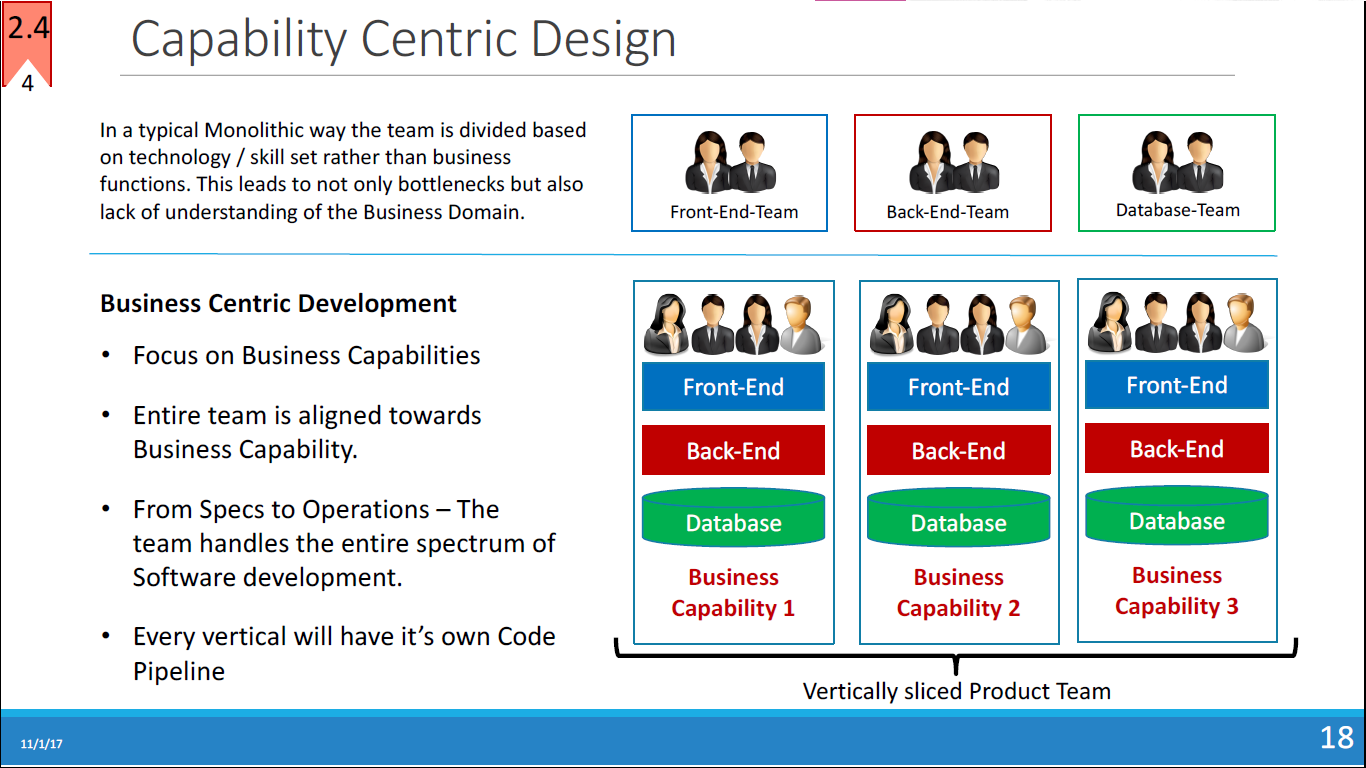 2.4
4
Capability Centric Design
In a typical Monolithic way the team is divided based
on technology / skill set rather than business
functions. This leads to not only bottlenecks but also
lack of understanding of the Business Domain.
Front-End-Team
Back-End-Team
Database-Team
Business Centric Development
• Focus on Business Capabilities
• Entire team is aligned towards
Business Capability.
• From Specs to Operations – The
team handles the entire spectrum of
Software development.
• Every vertical will have it’s own Code
Pipeline
Front-End
Back-End
Database
Business
Capability 1
Front-End
Back-End
Database
Business
Capability 2
Front-End
Back-End
Database
Business
Capability 3
Vertically sliced Product Team
11/1/17
18